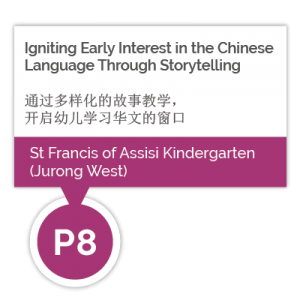 Igniting Early Interest in the Chinese
Language Through Storytelling
通过多样化的故事教学，
开启幼儿学习华文的窗口
St Francis of Assisi Kindergarten
(Jurong West)
P8